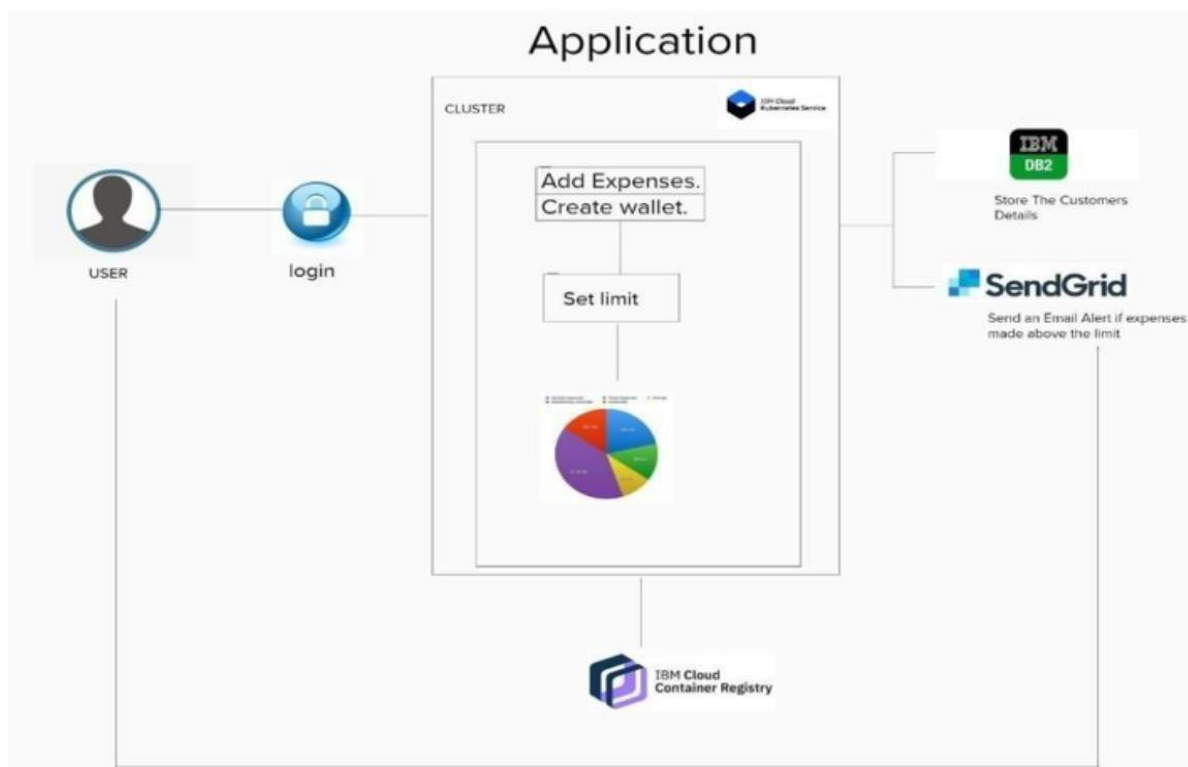 Application
CLUSTER
IBM Cloud
Kubernetes Service
Add Expenses.
Create wallet.
IBM
DB2
Store The Customers
Details
USER
login
Set limit
SendGrid
Send an Email Alert if expenses
made above the limit
IBM Cloud
Container Registry